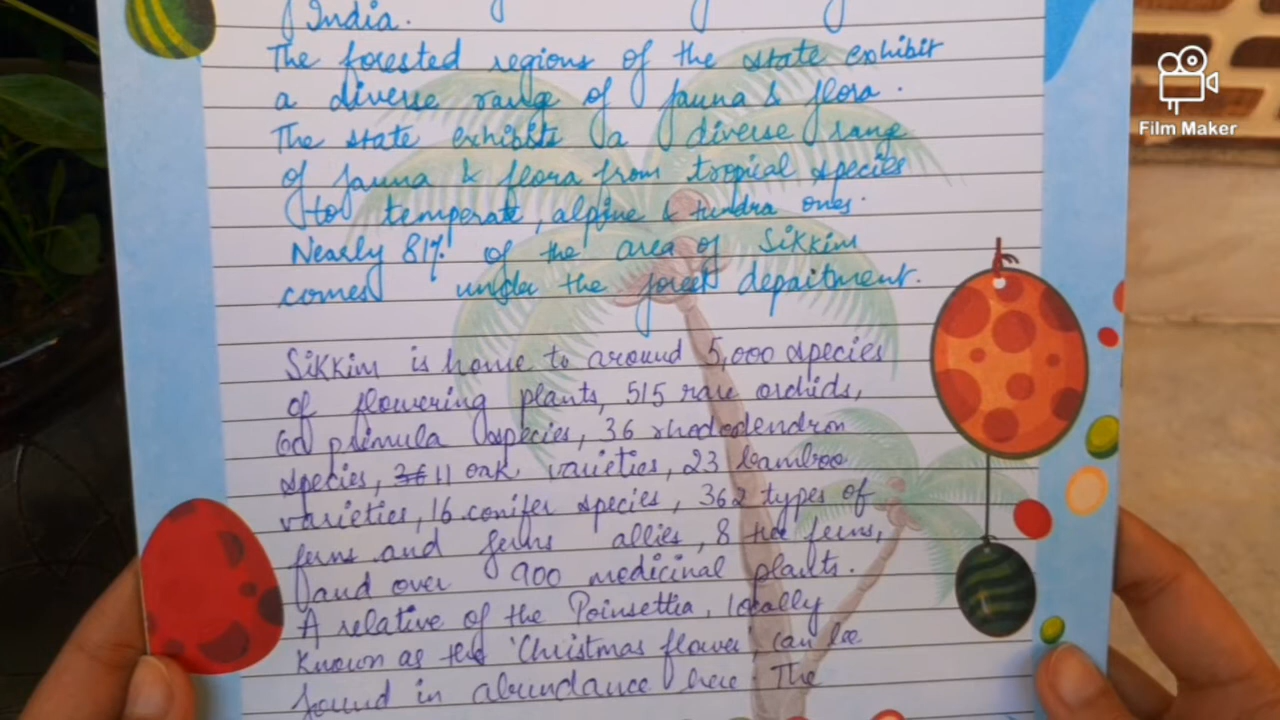 of India.
The forested regions of the state exhibit
a diverse range of fauna & flora.
The state exhibits a diverse range
of fauna & flora from tropical species
to temperate, alpine & tundra ones.
Nearly 81% of the area of Sikkim
comes under the forest department.
Sikkim is home to around 5,000 species
of flowering plants, 515 rare orchids,
60 primula species, 36 rhododendron
species, 11 oak varieties, 23 bamboo
varieties, 16 conifer species, 362 types of
ferns and ferns allies, 8 tree ferns,
and over 900 medicinal plants.
A relative of the Poinsettia, locally
known as the 'Christmas flower', can be
found in abundance here. The
Film Maker